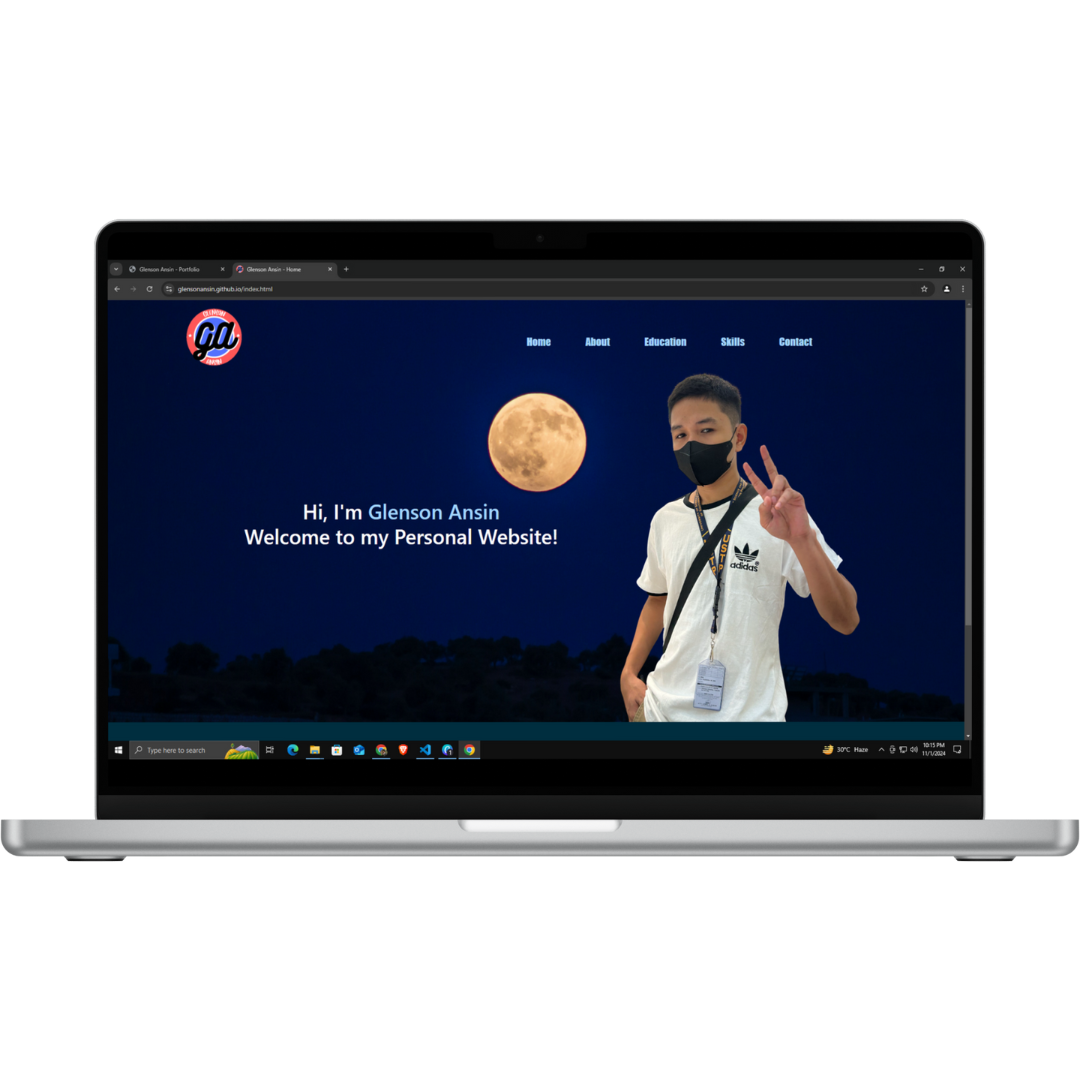 Glenson Ansin - Portfolio
Glenson Ansin - Home
glensonansin.github.io/index.html
ga
Home
About
Education
Skills
Contact
Hi, I'm Glenson Ansin
Welcome to my Personal Website!
USTP
adidas
Type here to search
30°C Haze
10:15 PM
11/1/2024